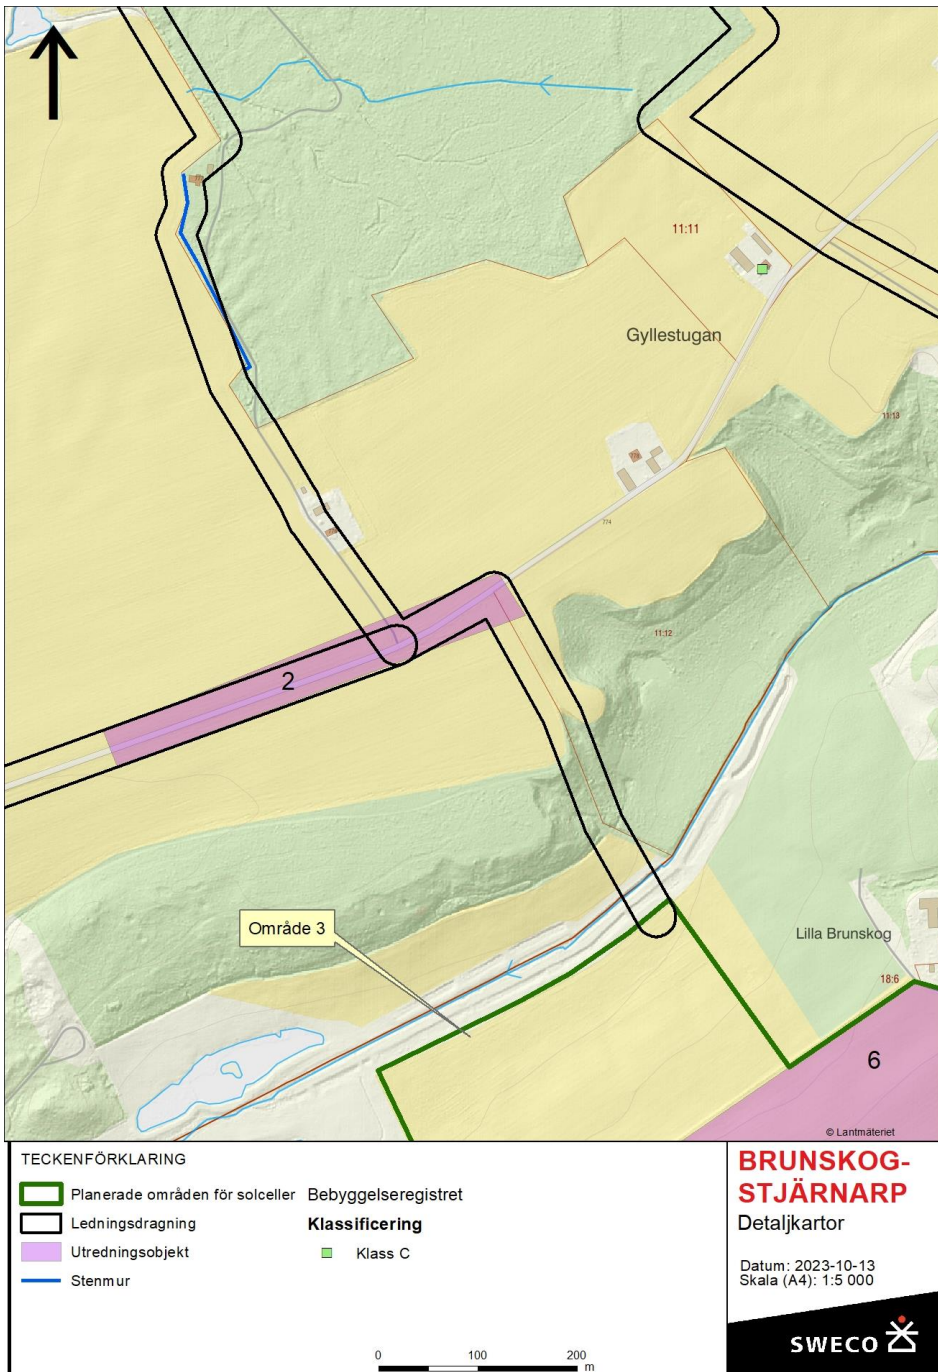 11:11
Gyllestugan
11:13
774
11:12
2
Område 3
Lilla Brunskog
18:6
6
© Lantmäteriet
TECKENFÖRKLARING
Planerade områden för solceller
Ledningsdragning
Utredningsobjekt
Stenmur
Bebyggelseregistret
Klassificering
Klass C
0 100 200
m
BRUNSKOG-
STJÄRNARP
Detaljkartor
Datum: 2023-10-13
Skala (A4): 1:5 000
SWECO